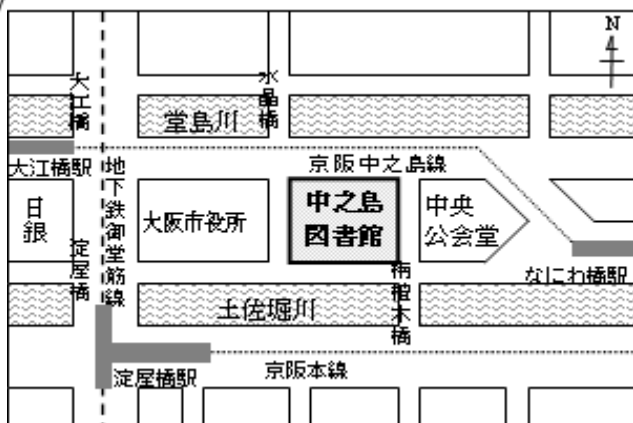 N
大江橋
水晶橋
堂島川
大江橋駅
京阪中之島線
地下鉄御堂筋線
日銀
淀屋橋
大阪市役所
中之島
図書館
中央
公会堂
なにわ橋駅
栴檀木橋
土佐堀川
淀屋橋駅
京阪本線